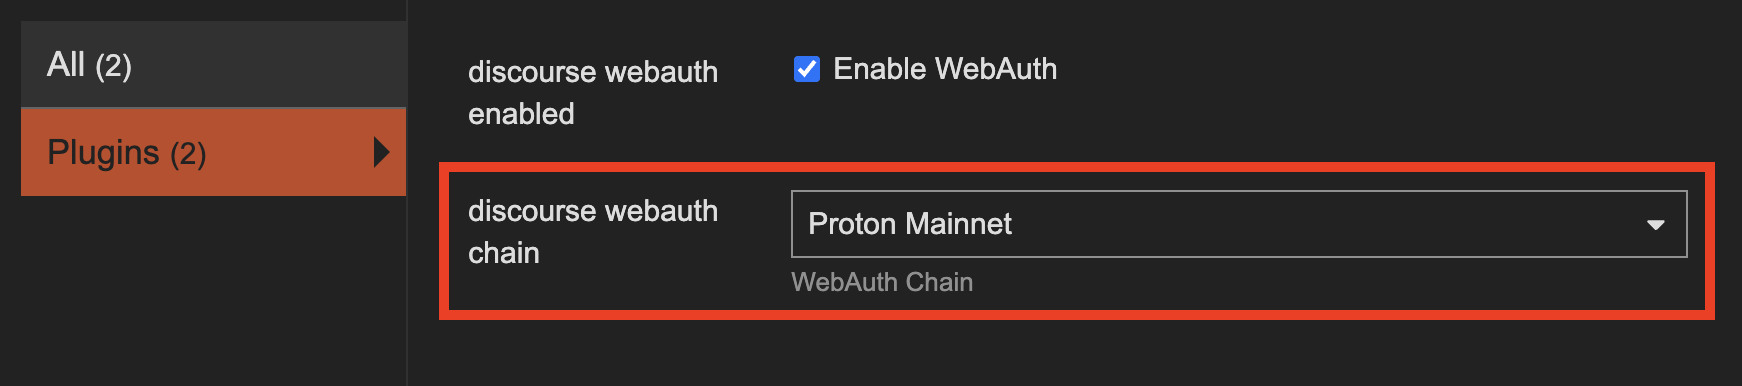 All (2)
Plugins (2)
discourse webauth
enabled
Enable WebAuth
discourse webauth
chain
Proton Mainnet
WebAuth Chain